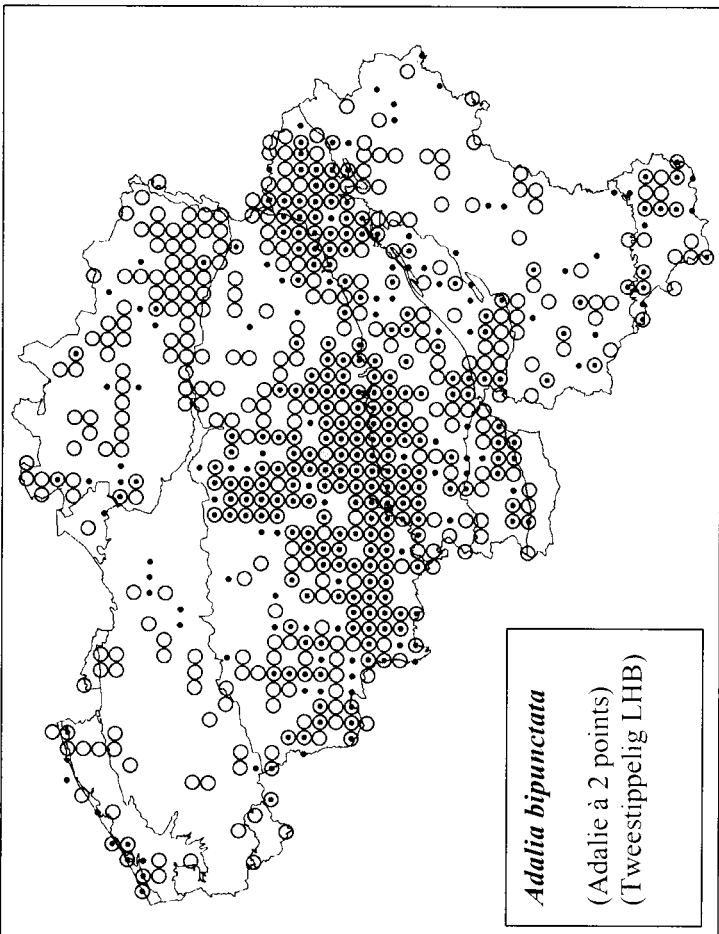 Adalia bipunctata
(Adalie à 2 points)
(Tweestippelig LHB)